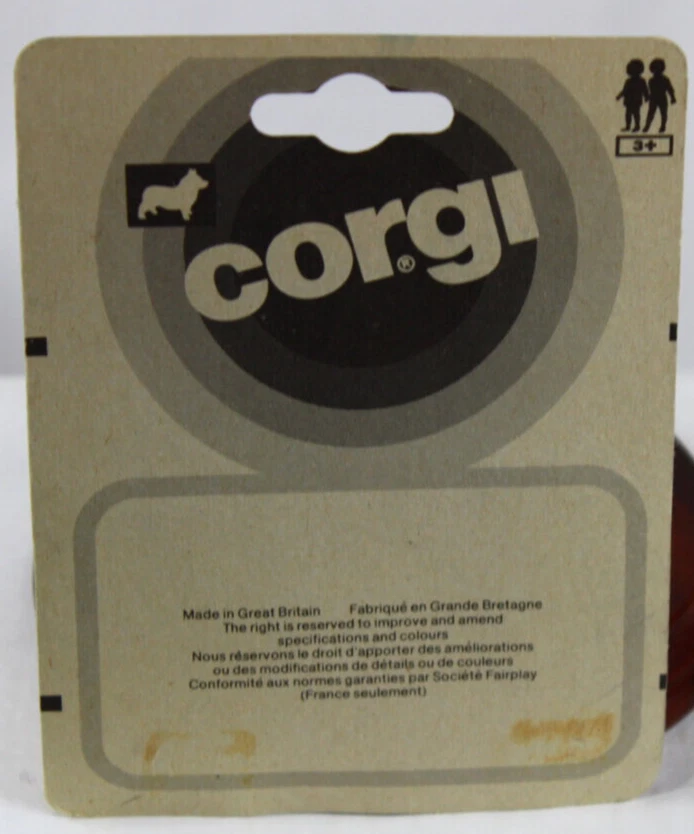 3+
corgi®
Made in Great Britain Fabriqué en Grande Bretagne
The right is reserved to improve and amend
specifications and colours
Nous réservons le droit d'apporter des améliorations
ou des modifications de détails ou de couleurs
Conformité aux normes garanties par Société Fairplay
(France seulement)